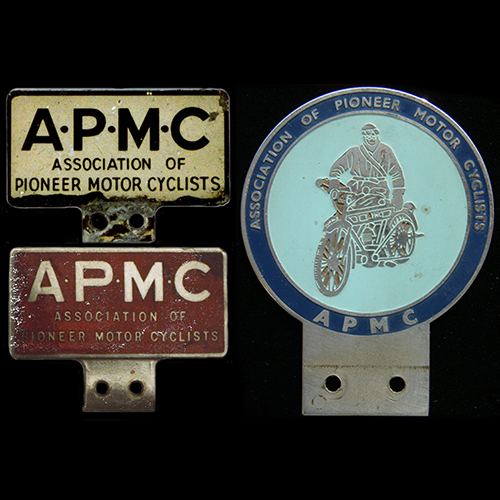 A·P·M·C
ASSOCIATION OF
PIONEER MOTOR CYCLISTS
A·P·M·C
ASSOCIATION OF
PIONEER MOTOR CYCLISTS
ASSOCIATION OF PIONEER MOTOR CYCLISTS
APMC